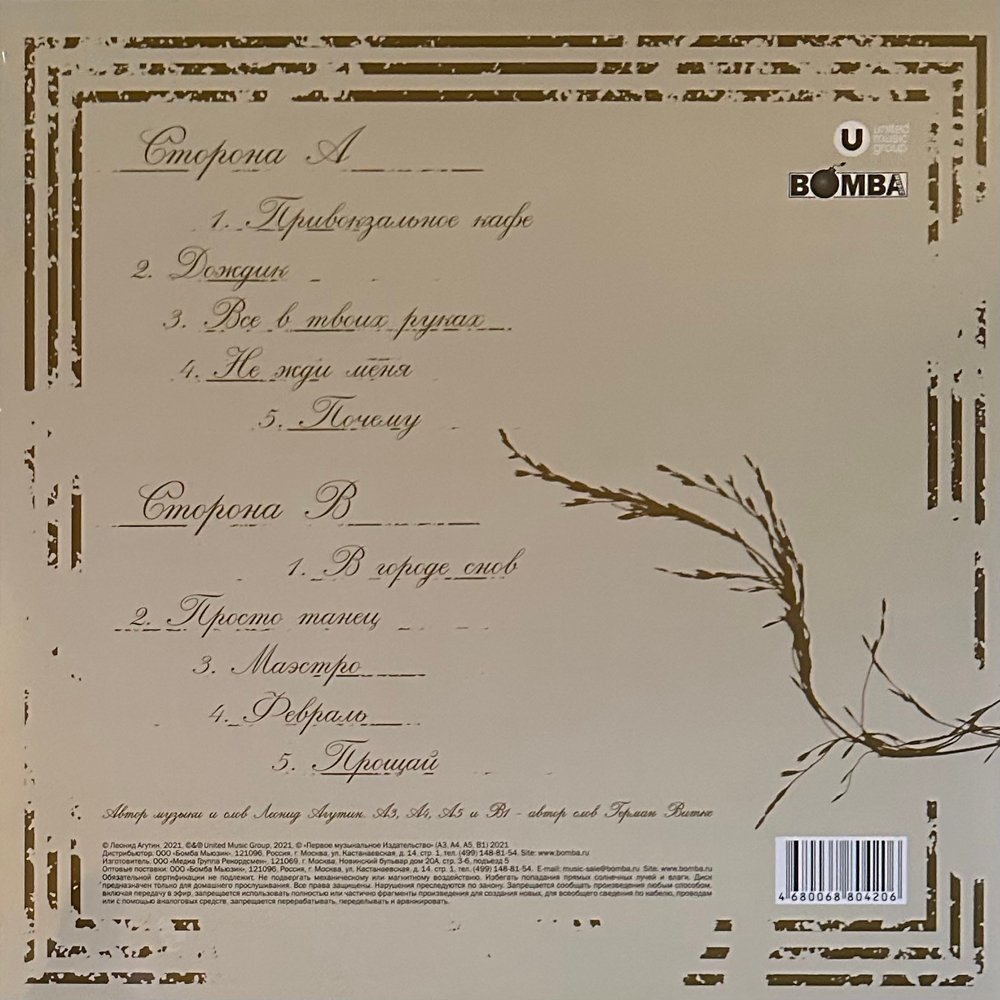 Сторона А
united
music
group
U
BOMBA
1. Привокзальное кафе
2. Дождик
3. Все в твоих руках
4. Не жди меня
5. Почему
Сторона В
1. В городе снов
2. Просто танец
3. Маэстро
4. Февраль
5. Прощай
Автор музыки и слов Леонид Агутин. А3, А4, А5 и В1 - автор слов Герман Витке
© Леонид Агутин, 2021, ©&℗ United Music Group, 2021, © «Первое музыкальное Издательство» (А3, А4, А5, В1) 2021
Дистрибьютор: ООО «Бомба Мьюзик», 121096, Россия, г. Москва, ул. Кастанаевская, д. 14, стр. 1, тел. (499) 148-81-54. Site: www.bomba.ru
Изготовитель: ООО «Медиа Группа Рекордсмен», 121069, г. Москва, Новинский бульвар дом 20А, стр. 3-6, подъезд 5
Оптовые поставки: ООО «Бомба Мьюзик», 121096, Россия, г. Москва, ул. Кастанаевская, д. 14, стр. 1, тел. (499) 148-81-54. E-mail: music-sale@bomba.ru Site: www.bomba.ru
Обязательной сертификации не подлежит. Не подвергать механическому или магнитному воздействию. Избегать попадания прямых солнечных лучей и влаги. Диск
предназначен только для домашнего прослушивания. Все права защищены. Нарушения преследуются по закону. Запрещается сообщать произведения любым способом,
включая передачу в эфир, запрещается использовать полностью или частично фрагменты произведения для создания новых, для всеобщего сведения по кабелю, проводам
или с помощью аналоговых средств, запрещается перерабатывать, переделывать и аранжировать.
4 680068 804206